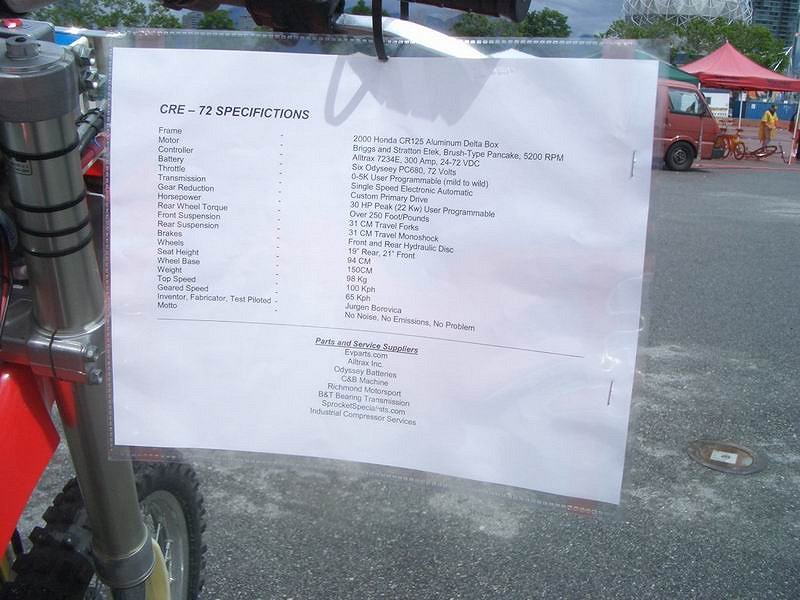 CRE – 72 SPECIFICTIONS
Frame - 2000 Honda CR125 Aluminum Delta Box
Motor - Briggs and Stratton Etek, Brush-Type Pancake, 5200 RPM
Controller - Alltrax 7234E, 300 Amp, 24-72 VDC
Battery - Six Odyseey PC680, 72 Volts
Throttle - 0-5K User Programmable (mild to wild)
Transmission - Single Speed Electronic Automatic
Gear Reduction - Custom Primary Drive
Horsepower - 30 HP Peak (22 Kw) User Programmable
Rear Wheel Torque - Over 250 Foot/Pounds
Front Suspension - 31 CM Travel Forks
Rear Suspension - 31 CM Travel Monoshock
Brakes - Front and Rear Hydraulic Disc
Wheels - 19" Rear, 21" Front
Seat Height - 94 CM
Wheel Base - 150CM
Weight - 98 Kg
Top Speed - 100 Kph
Geared Speed - 65 Kph
Inventor, Fabricator, Test Piloted - Jurgen Borovica
Motto - No Noise, No Emissions, No Problem
Parts and Service Suppliers
Evparts.com
Alltrax Inc.
Odyssey Batteries
C&B Machine
Richmond Motorsport
B&T Bearing Transmission
SprocketSpecialists.com
Industrial Compressor Services